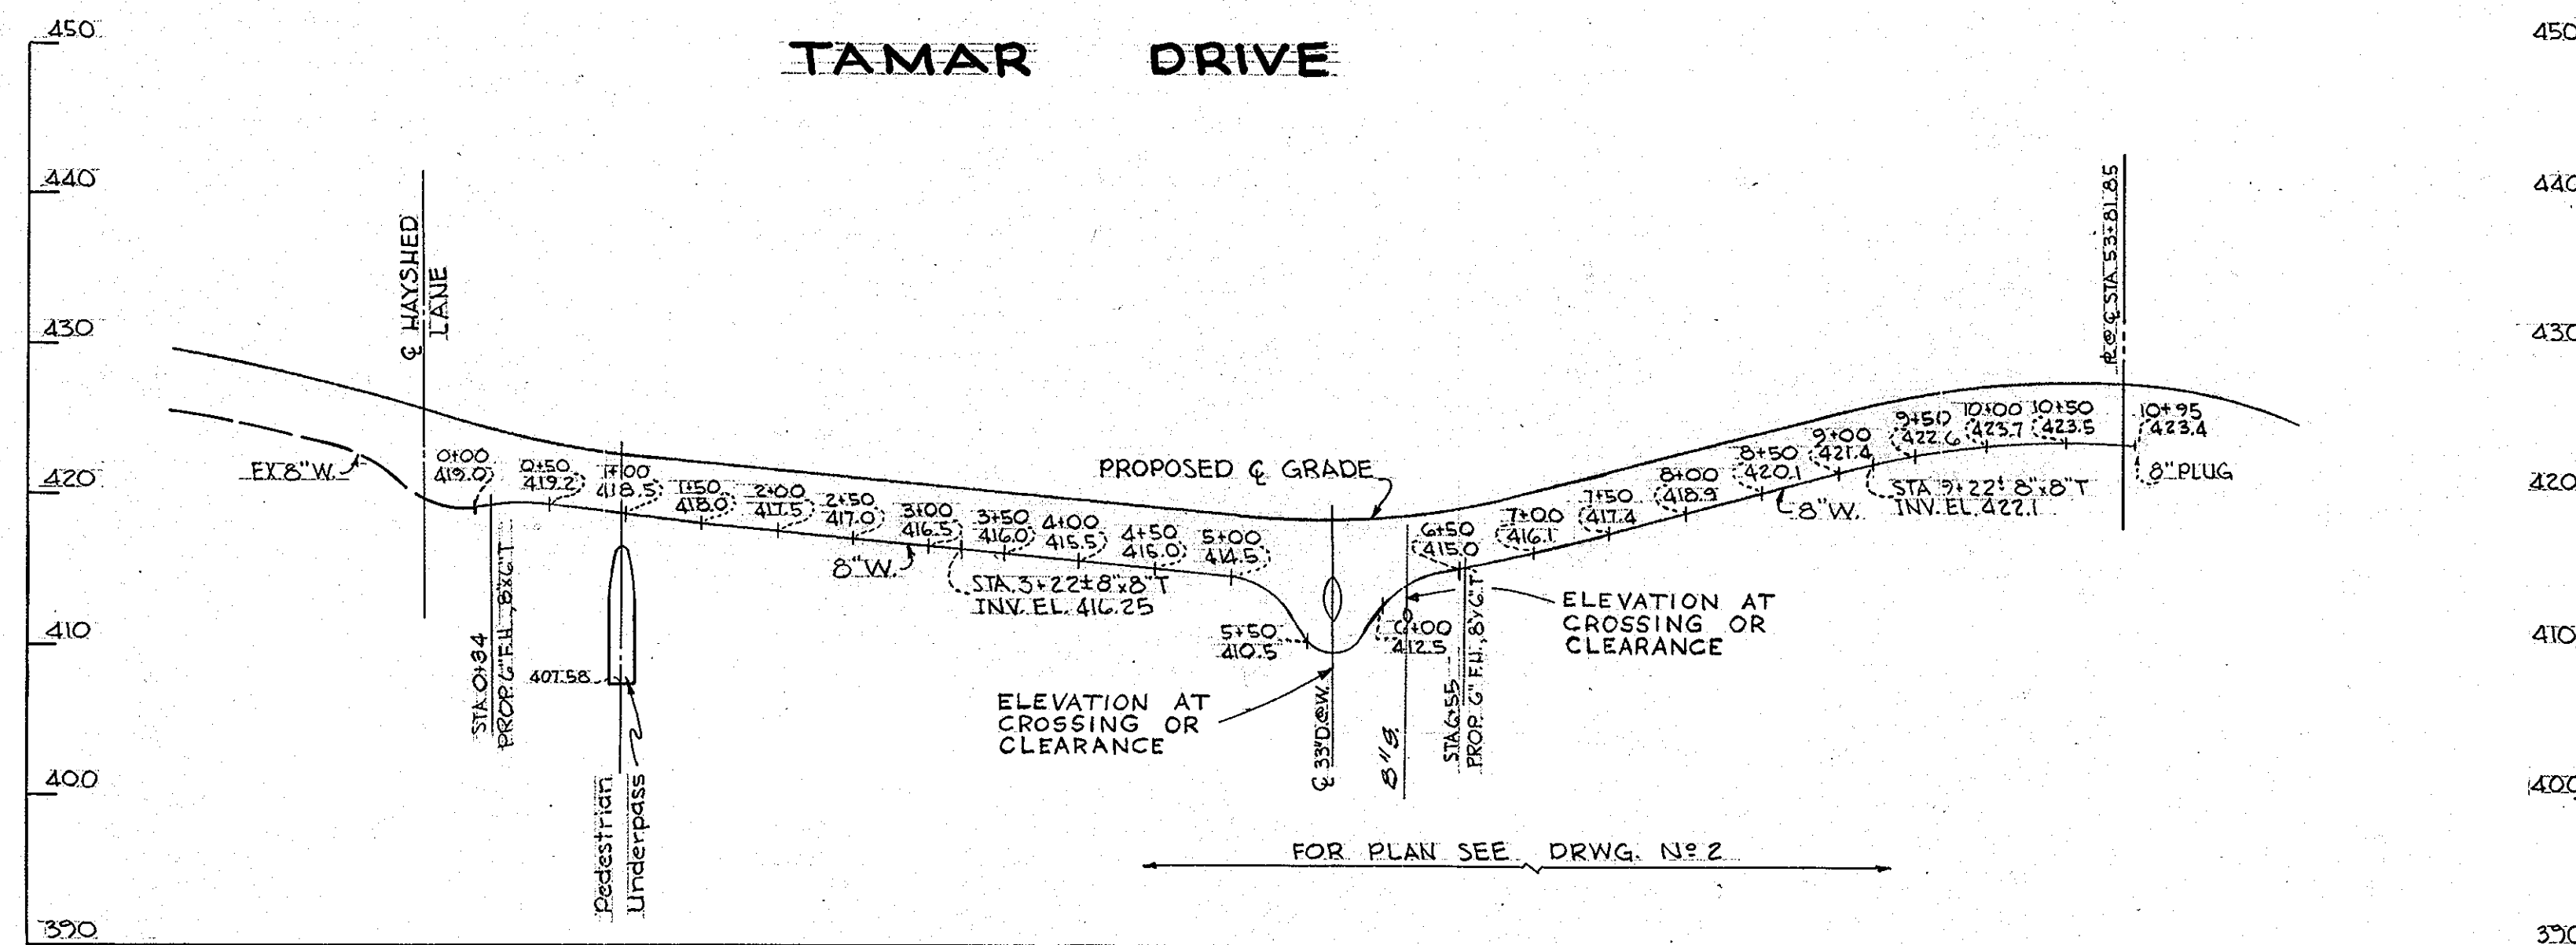 TAMAR DRIVE
450
440
430
420
410
400
390
450
440
430
420
410
400
390
℄ HAYSHED
LANE
EX. 8" W.
0+00
419.0
0+50
419.2
1+00
418.5
1+50
418.0
2+00
417.5
2+50
417.0
3+00
416.5
3+50
416.0
4+00
415.5
4+50
415.0
5+00
414.5
8" W.
STA. 3+22± 8"x8" T
INV. EL. 416.25
STA. 0+34
PROP. 6" F.H., 8"x6" T
407.58
Pedestrian
Underpass
PROPOSED ℄ GRADE
5+50
410.5
6+00
412.5
ELEVATION AT
CROSSING OR
CLEARANCE
℄ 33" D.@W.
8" S.
STA. 6+55
PROP. 6" F.H., 8"x6" T
ELEVATION AT
CROSSING OR
CLEARANCE
6+50
415.0
7+00
416.1
7+50
417.4
8+00
418.9
8+50
420.1
9+00
421.4
9+50
422.6
10+00
423.7
10+50
423.5
10+95
423.4
8" W.
STA. 9+22± 8"x8" T
INV. EL. 422.1
8" PLUG
℄ STA. 53+81.85
FOR PLAN SEE DRWG. Nº 2